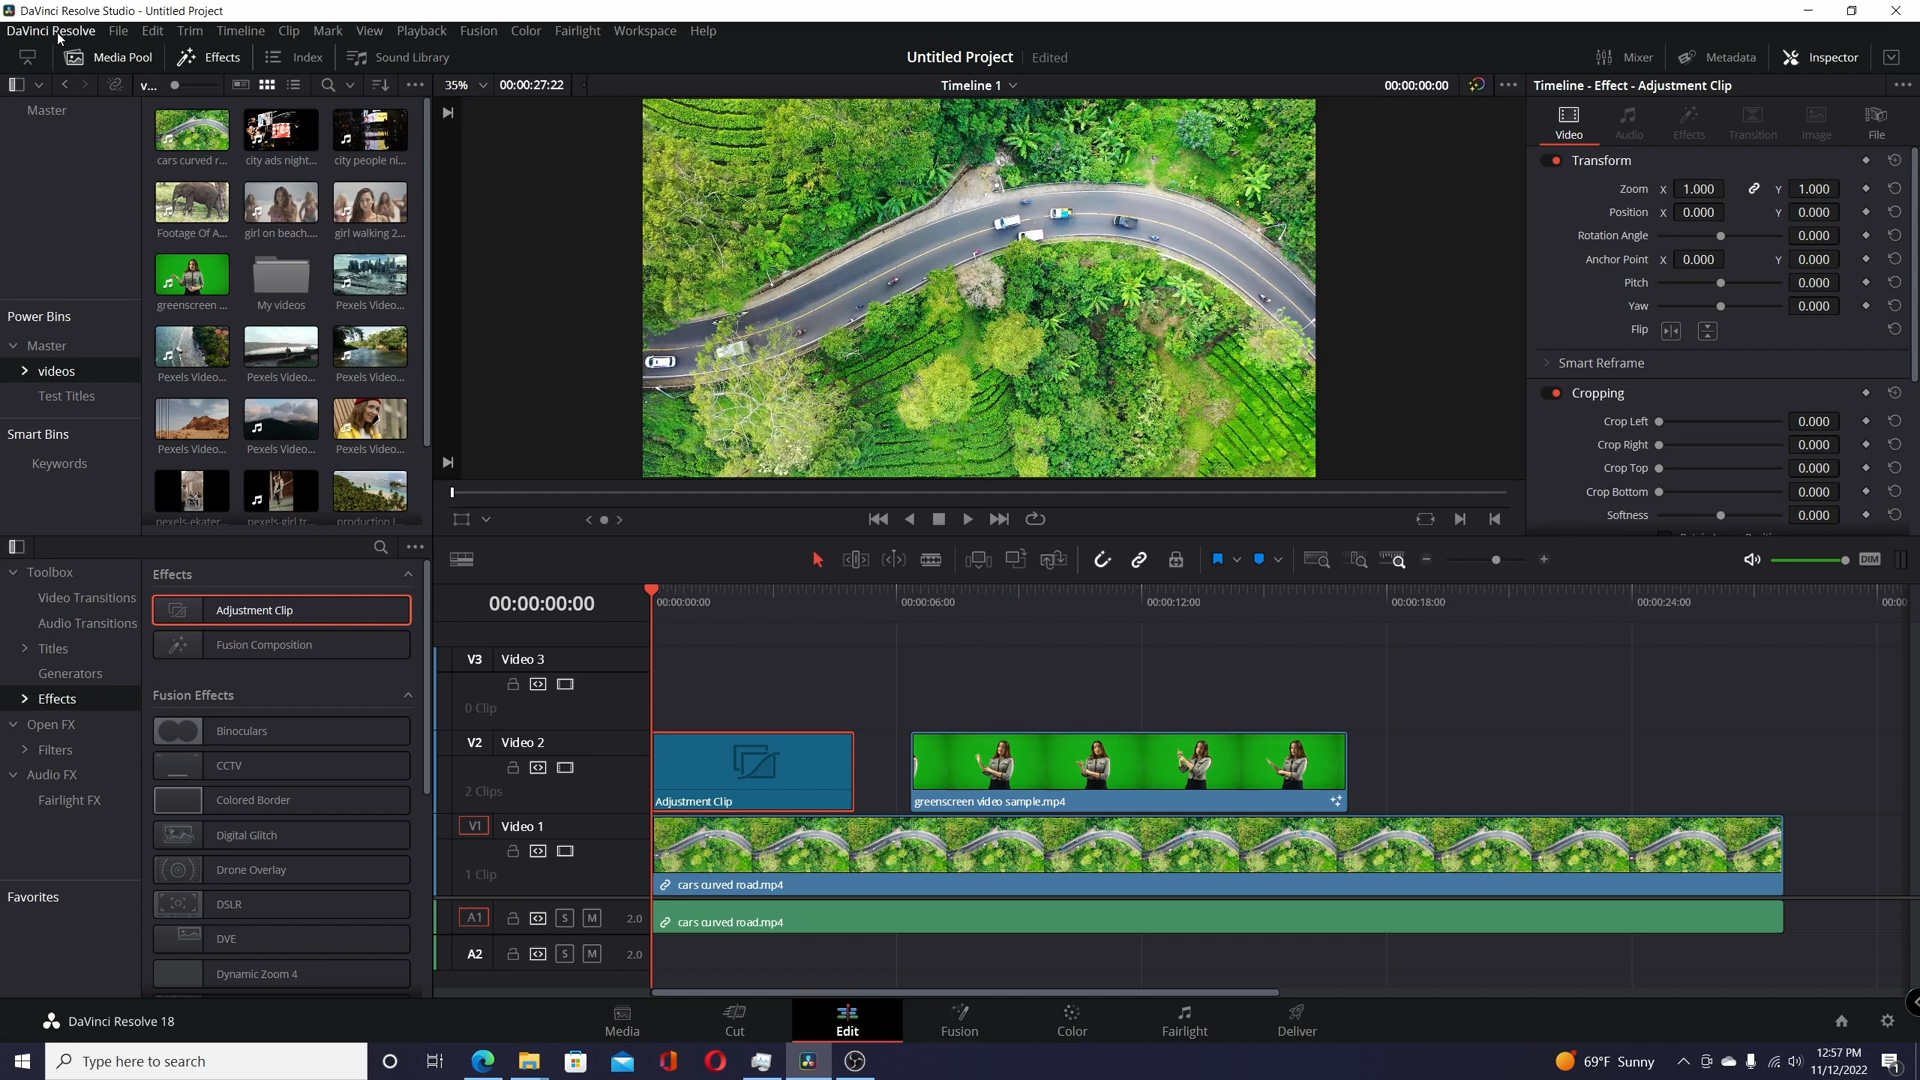 DaVinci Resolve Studio - Untitled Project
DaVinci Resolve File Edit Trim Timeline Clip Mark View Playback Fusion Color Fairlight Workspace Help
Media Pool Effects Index Sound Library Untitled Project Edited Mixer Metadata Inspector
v... 35% 00:00:27:22 Timeline 1 00:00:00:00 Timeline - Effect - Adjustment Clip
Master
cars curved r... city ads night... city people ni...
Footage Of A... girl on beach.... girl walking 2...
greenscreen ... My videos Pexels Video...
Pexels Video... Pexels Video... Pexels Video...
Pexels Video... Pexels Video... Pexels Video...
pexels-ekater... pexels-girl tr... production l...
Power Bins
Master
videos
Test Titles
Smart Bins
Keywords
Video Audio Effects Transition Image File
Transform
Zoom X 1.000 Y 1.000
Position X 0.000 Y 0.000
Rotation Angle 0.000
Anchor Point X 0.000 Y 0.000
Pitch 0.000
Yaw 0.000
Flip
Smart Reframe
Cropping
Crop Left 0.000
Crop Right 0.000
Crop Top 0.000
Crop Bottom 0.000
Softness 0.000
Toolbox
Video Transitions
Audio Transitions
Titles
Generators
Effects
Open FX
Filters
Audio FX
Fairlight FX
Favorites
Effects
Adjustment Clip
Fusion Composition
Fusion Effects
Binoculars
CCTV
Colored Border
Digital Glitch
Drone Overlay
DSLR
DVE
Dynamic Zoom 4
DIM
00:00:00:00 00:00:00:00 00:00:06:00 00:00:12:00 00:00:18:00 00:00:24:00 00:00
V3 Video 3
0 Clip
V2 Video 2
2 Clips
Adjustment Clip greenscreen video sample.mp4
V1 Video 1
1 Clip
cars curved road.mp4
A1 S M 2.0 cars curved road.mp4
A2 S M 2.0
DaVinci Resolve 18 Media Cut Edit Fusion Color Fairlight Deliver
Type here to search 69°F Sunny 12:57 PM
11/12/2022
1